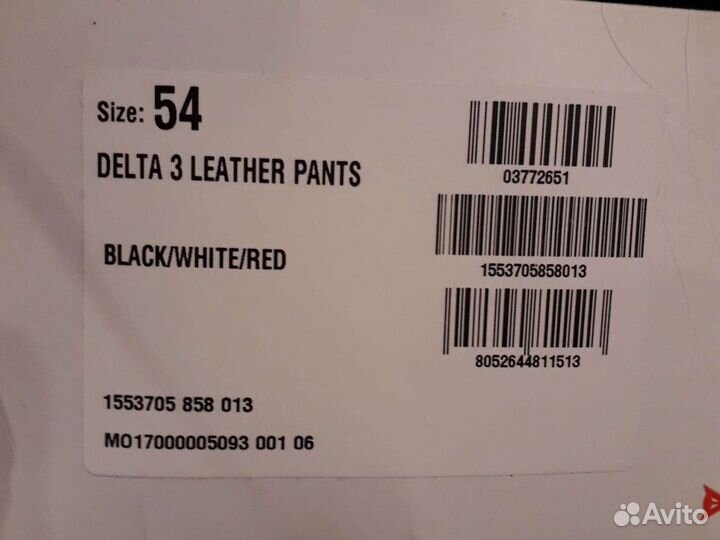 Size: 54
DELTA 3 LEATHER PANTS
BLACK/WHITE/RED
03772651
1553705858013
8052644811513
1553705 858 013
MO17000005093 001 06
Avito